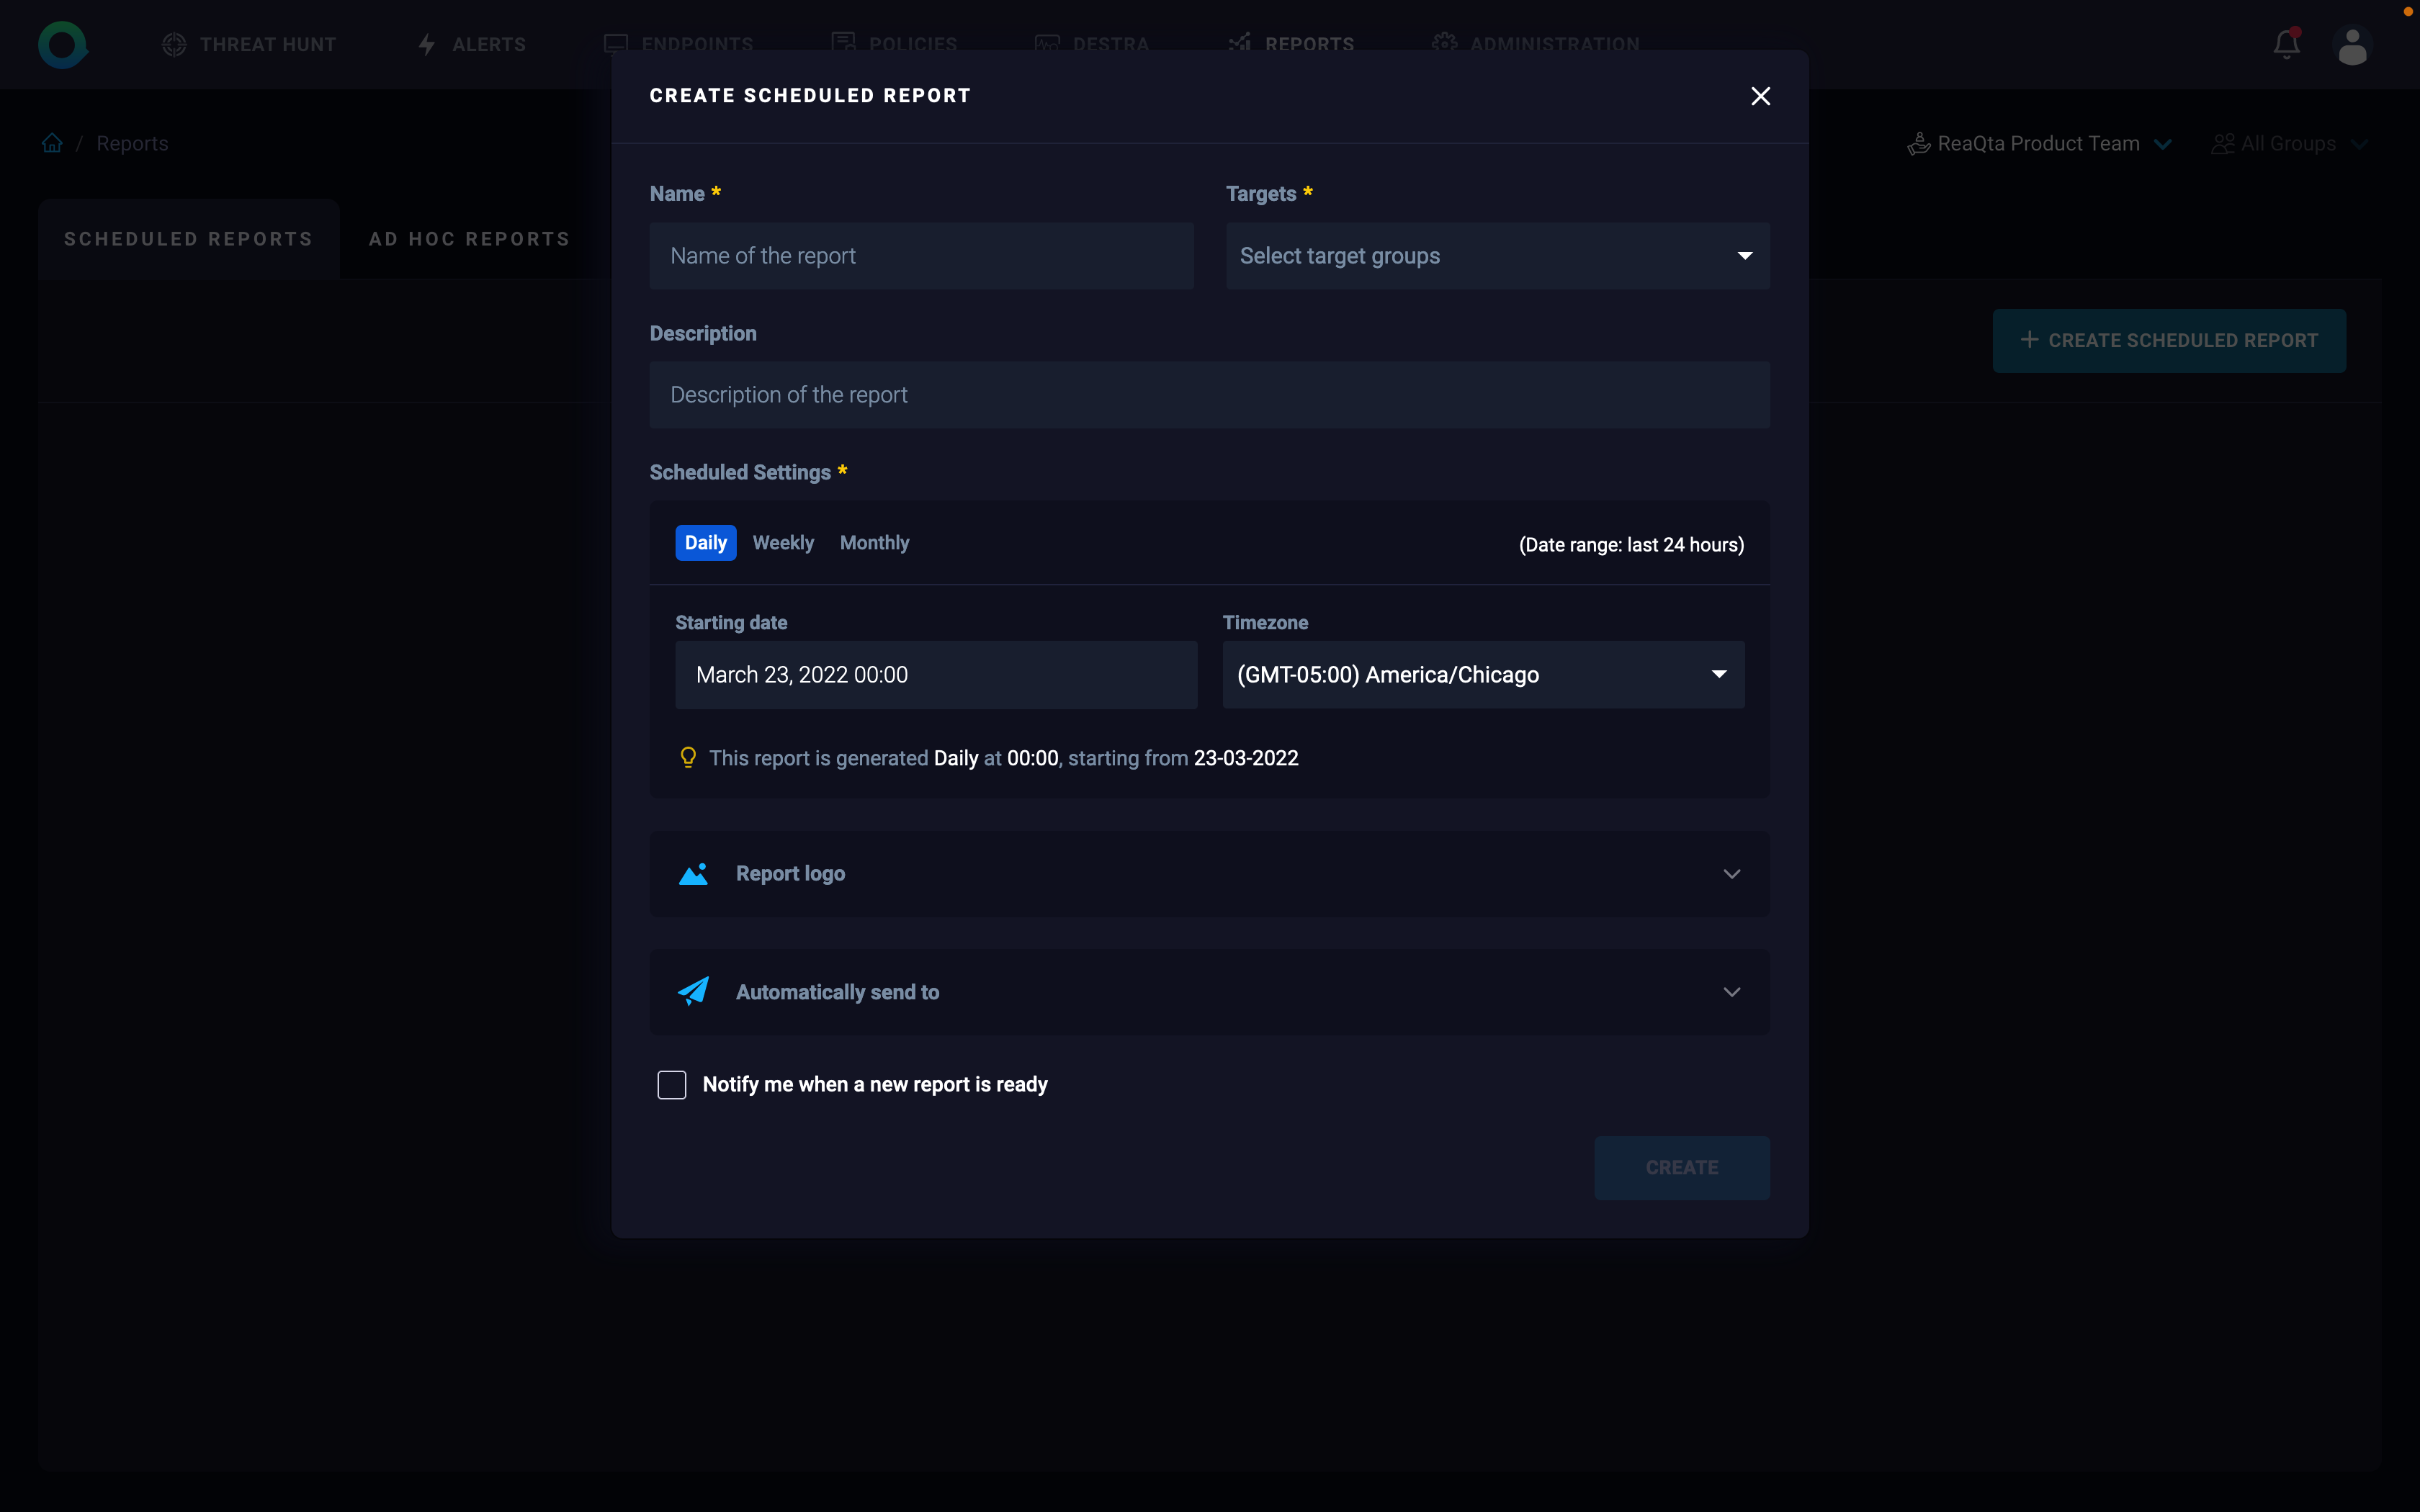 THREAT HUNT ALERTS ENDPOINTS POLICIES DESTRA REPORTS ADMINISTRATION
CREATE SCHEDULED REPORT
/ Reports
ReaQta Product Team All Groups
SCHEDULED REPORTS AD HOC REPORTS
+ CREATE SCHEDULED REPORT
Name * Targets *
Name of the report Select target groups
Description
Description of the report
Scheduled Settings *
Daily Weekly Monthly (Date range: last 24 hours)
Starting date Timezone
March 23, 2022 00:00 (GMT-05:00) America/Chicago
This report is generated Daily at 00:00, starting from 23-03-2022
Report logo
Automatically send to
Notify me when a new report is ready
CREATE